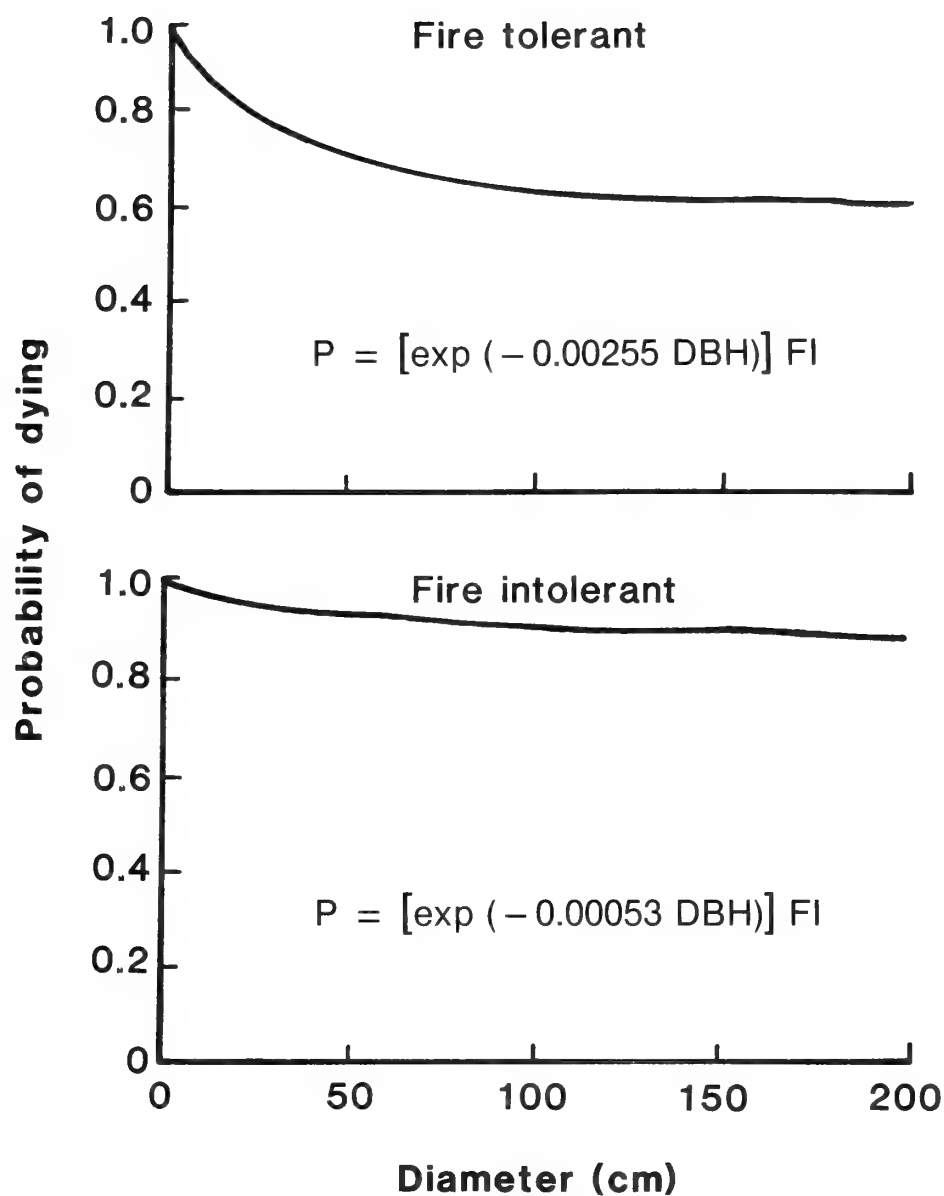 Fire tolerant
1.0
0.8
0.6
0.4
0.2
0
P = [exp (−0.00255 DBH)] FI
Probability of dying
Fire intolerant
1.0
0.8
0.6
0.4
0.2
0
P = [exp (−0.00053 DBH)] FI
0 50 100 150 200
Diameter (cm)